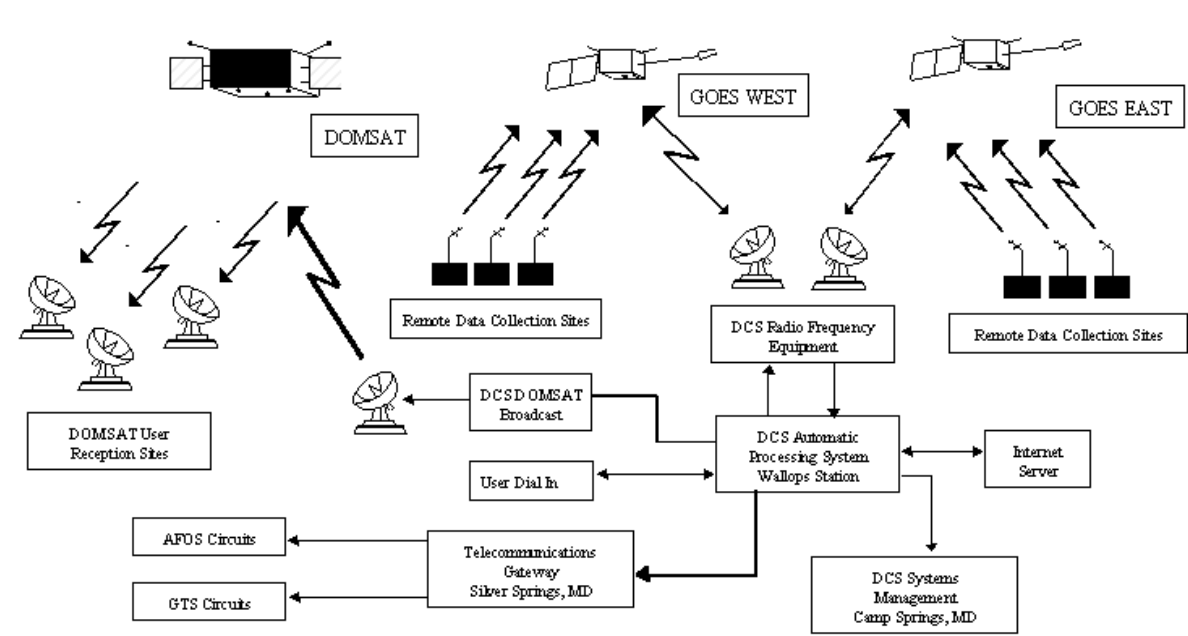 GOES WEST
GOES EAST
DOMSAT
Remote Data Collection Sites
DCS Radio Frequency
Equipment
Remote Data Collection Sites
DCS DOMSAT
Broadcast
DOMSAT User
Reception Sites
DCS Automatic
Processing System
Wallops Station
Internet
Server
User Dial In
AFOS Circuits
Telecommunications
Gateway
Silver Springs, MD
GTS Circuits
DCS Systems
Management
Camp Springs, MD